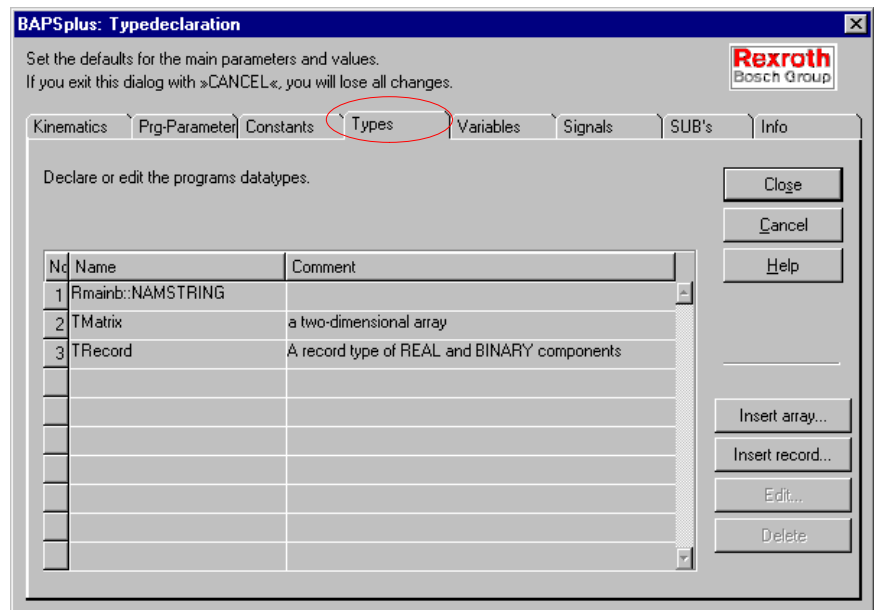 BAPSplus: Typedeclaration
Set the defaults for the main parameters and values.
If you exit this dialog with »CANCEL«, you will lose all changes.
Rexroth
Bosch Group
Kinematics Prg-Parameter Constants Types Variables Signals SUB's Info
Declare or edit the programs datatypes.
Close
Cancel
Help
No Name Comment
1 Rmainb::NAMSTRING
2 TMatrix a two-dimensional array
3 TRecord A record type of REAL and BINARY components
Insert array...
Insert record...
Edit...
Delete